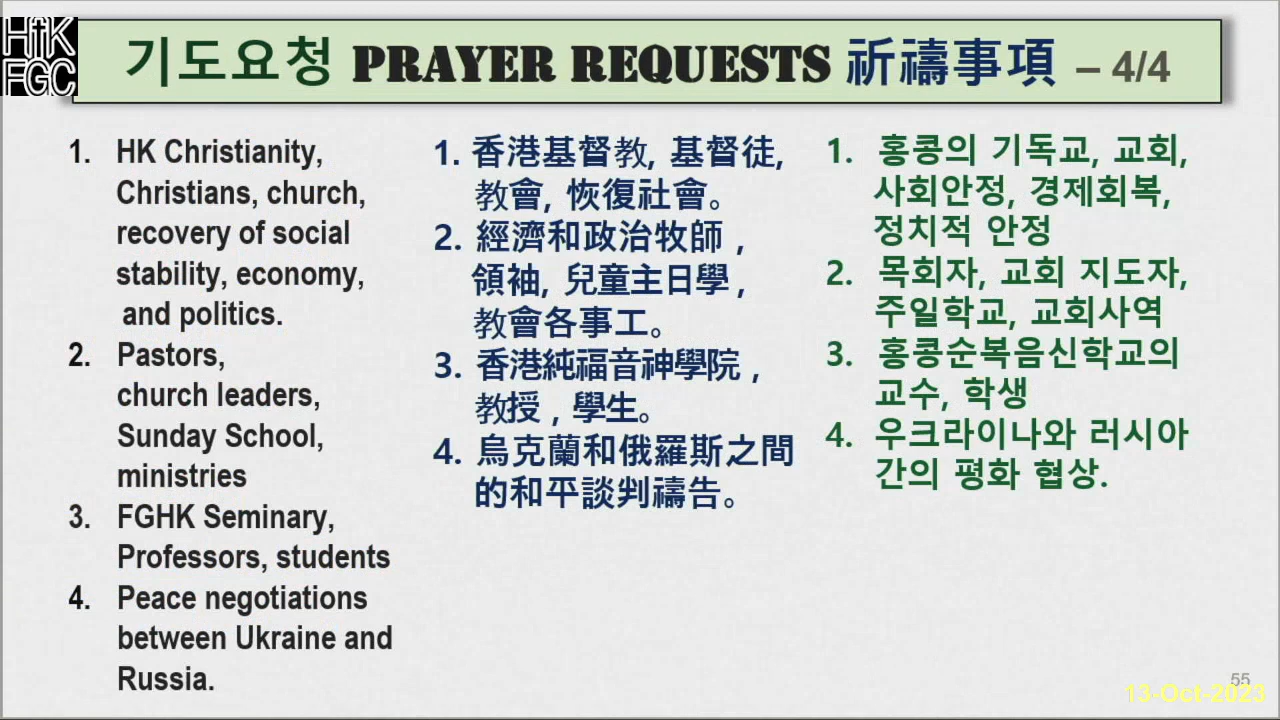 HfK
FGC
기도요청 PRAYER REQUESTS 祈禱事項 – 4/4
1. HK Christianity,
Christians, church,
recovery of social
stability, economy,
and politics.
2. Pastors,
church leaders,
Sunday School,
ministries
3. FGHK Seminary,
Professors, students
4. Peace negotiations
between Ukraine and
Russia.
1. 香港基督教, 基督徒,
教會, 恢復社會。
2. 經濟和政治牧師 ,
領袖, 兒童主日學 ,
教會各事工。
3. 香港純福音神學院 ,
教授 , 學生。
4. 烏克蘭和俄羅斯之間
的和平談判禱告。
1. 홍콩의 기독교, 교회,
사회안정, 경제회복,
정치적 안정
2. 목회자, 교회 지도자,
주일학교, 교회사역
3. 홍콩순복음신학교의
교수, 학생
4. 우크라이나와 러시아
간의 평화 협상.
55
13-Oct-2023